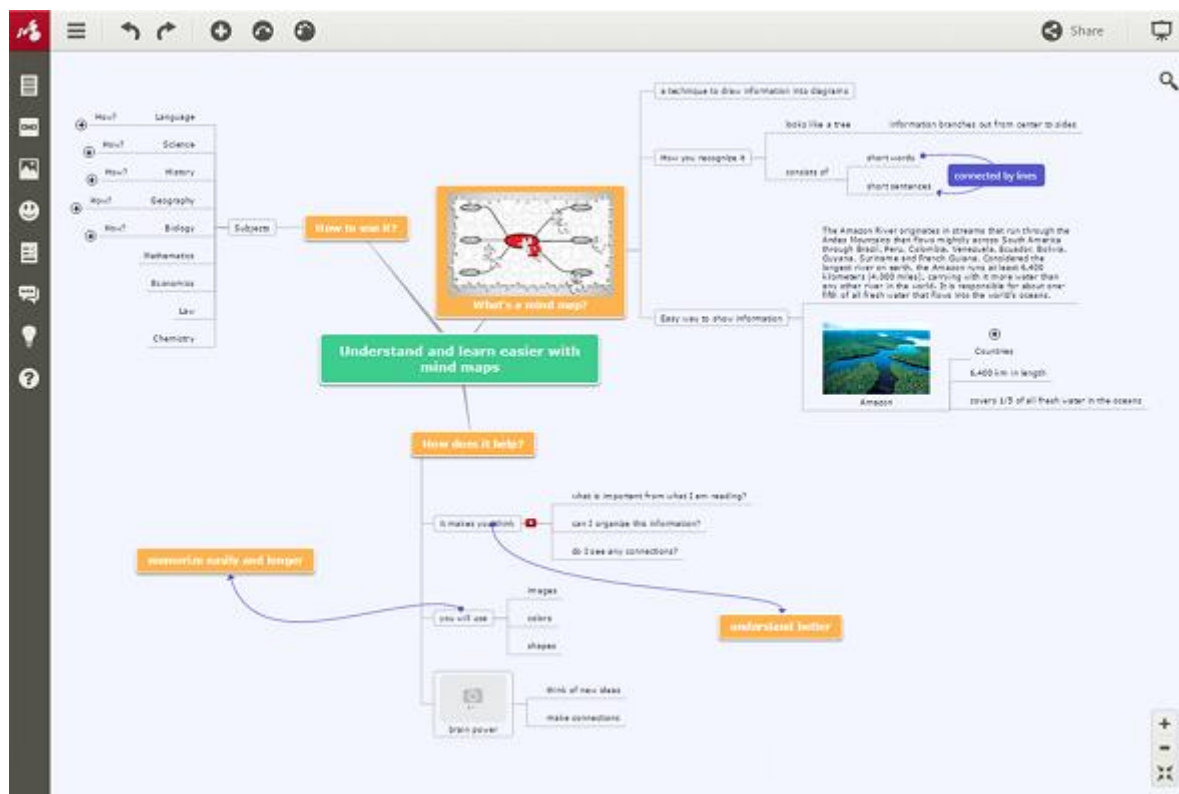 Share
How?
Language
How?
Science
How?
History
How?
Geography
How?
Biology
Mathematics
Economics
Law
Chemistry
Subjects
How to use it?
What's a mind map?
Understand and learn easier with
mind maps
a technique to draw information into diagrams
How you recognize it
looks like a tree
information branches out from center to sides
consists of
short words
short sentences
connected by lines
Easy way to show information
The Amazon River originates in streams that run through the
Andes Mountains then flows mightily across South America
through Brazil, Peru, Colombia, Venezuela, Ecuador, Bolivia,
Guyana, Suriname and French Guiana. Considered the
longest river on earth, the Amazon runs at least 6,400
kilometers (4,000 miles), carrying with it more water than
any other river in the world. It is responsible for about one-
fifth of all fresh water that flows into the world's oceans.
Amazon
Countries
6,400 km in length
covers 1/5 of all fresh water in the oceans
How does it help?
it makes you think
what is important from what I am reading?
can I organize this information?
do I see any connections?
memorize easily and longer
you will use
images
colors
shapes
understand better
brain power
think of new ideas
make connections